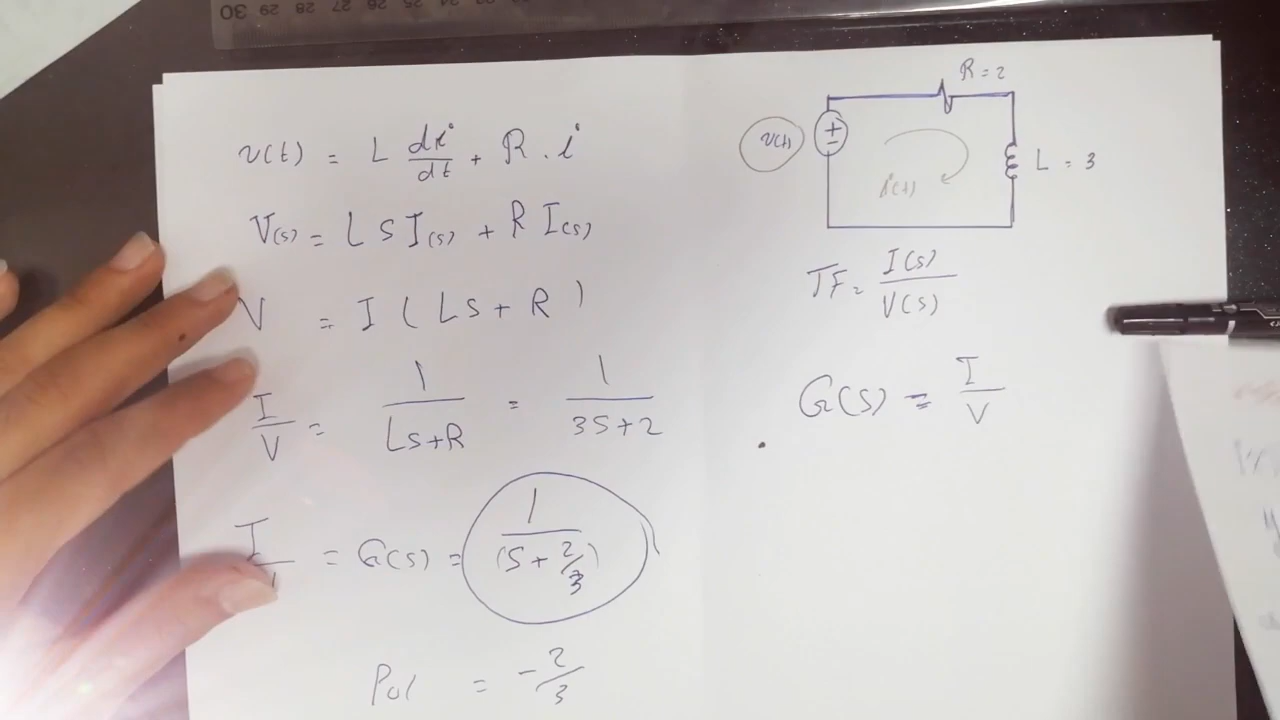 30 29 28 27 26 25 24
v(t) = L di/dt + R . i
V(s) = L S I(s) + R I(s)
V = I ( LS + R )
I/V = 1/(LS+R) = 1/(3S+2)
I = G(s) = 1/(S + 2/3)
Pol = -2/3
R = 2
v(t)
+
-
i(t)
L = 3
TF = I(s)/V(s)
G(s) = I/V